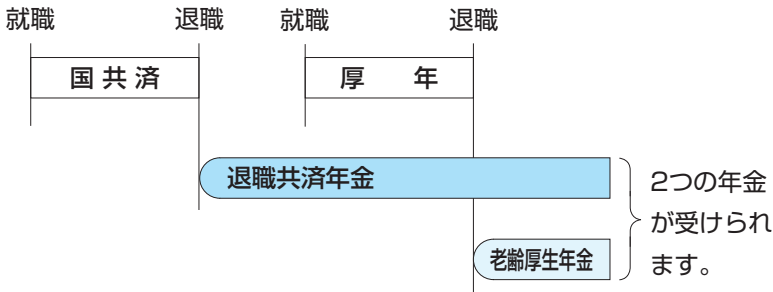 就職 退職 就職 退職
国共済 厚 年
退職共済年金
老齢厚生年金
2つの年金
が受けられ
ます。